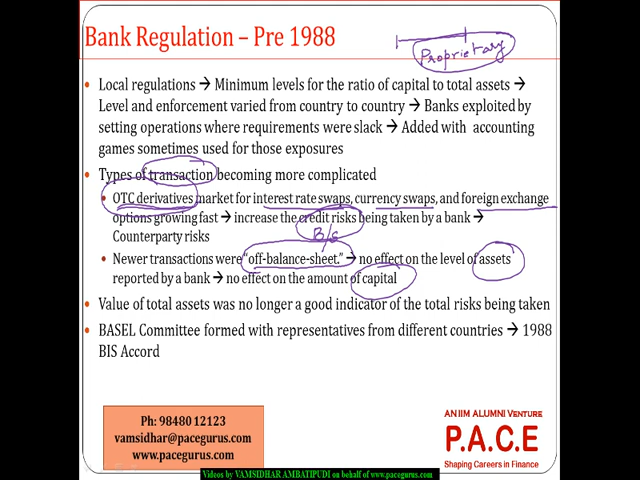 Bank Regulation – Pre 1988
Proprietary
• Local regulations → Minimum levels for the ratio of capital to total assets →
Level and enforcement varied from country to country → Banks exploited by
setting operations where requirements were slack → Added with accounting
games sometimes used for those exposures
• Types of transaction becoming more complicated
• OTC derivatives market for interest rate swaps, currency swaps, and foreign exchange
options growing fast → increase the credit risks being taken by a bank →
Counterparty risks
B/S
• Newer transactions were “off-balance-sheet.” → no effect on the level of assets
reported by a bank → no effect on the amount of capital
• Value of total assets was no longer a good indicator of the total risks being taken
• BASEL Committee formed with representatives from different countries → 1988
BIS Accord
Ph: 98480 12123
vamsidhar@pacegurus.com
www.pacegurus.com
AN IIM ALUMNI VENTURE
P.A.C.E
Shaping Careers in Finance
Videos by VAMSIDHAR AMBATIPUDI on behalf of www.pacegurus.com